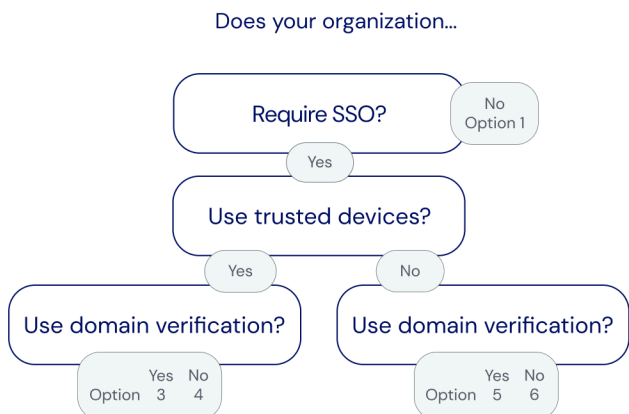 Does your organization...
Require SSO?
No
Option 1
Yes
Use trusted devices?
Yes
No
Use domain verification?
Use domain verification?
Yes No
Option 3 4
Yes No
Option 5 6